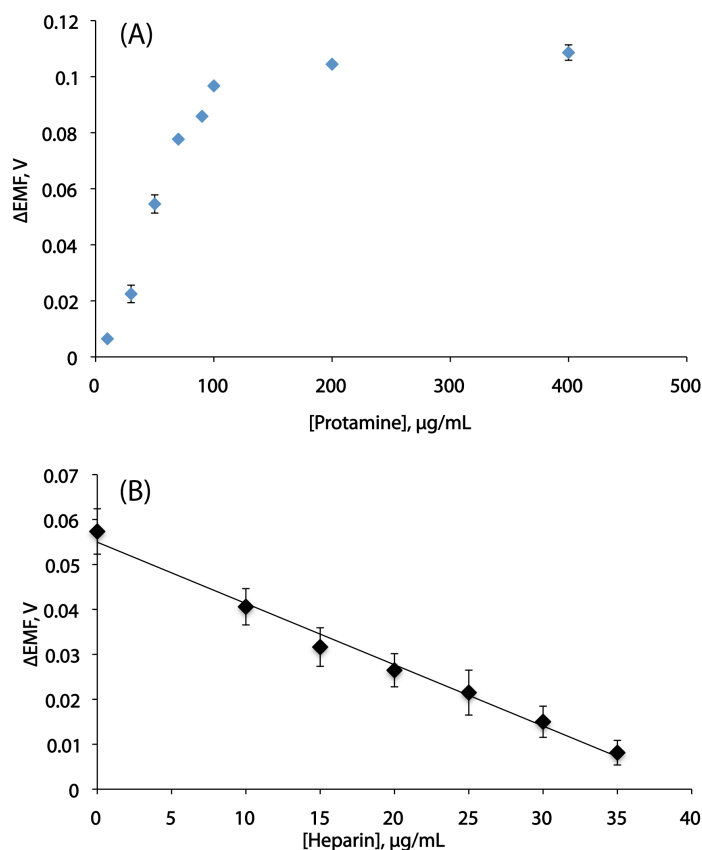 (A)
0.12
0.1
0.08
0.06
0.04
0.02
0
ΔEMF, V
0 100 200 300 400 500
[Protamine], µg/mL
(B)
0.07
0.06
0.05
0.04
0.03
0.02
0.01
0
ΔEMF, V
0 5 10 15 20 25 30 35 40
[Heparin], µg/mL